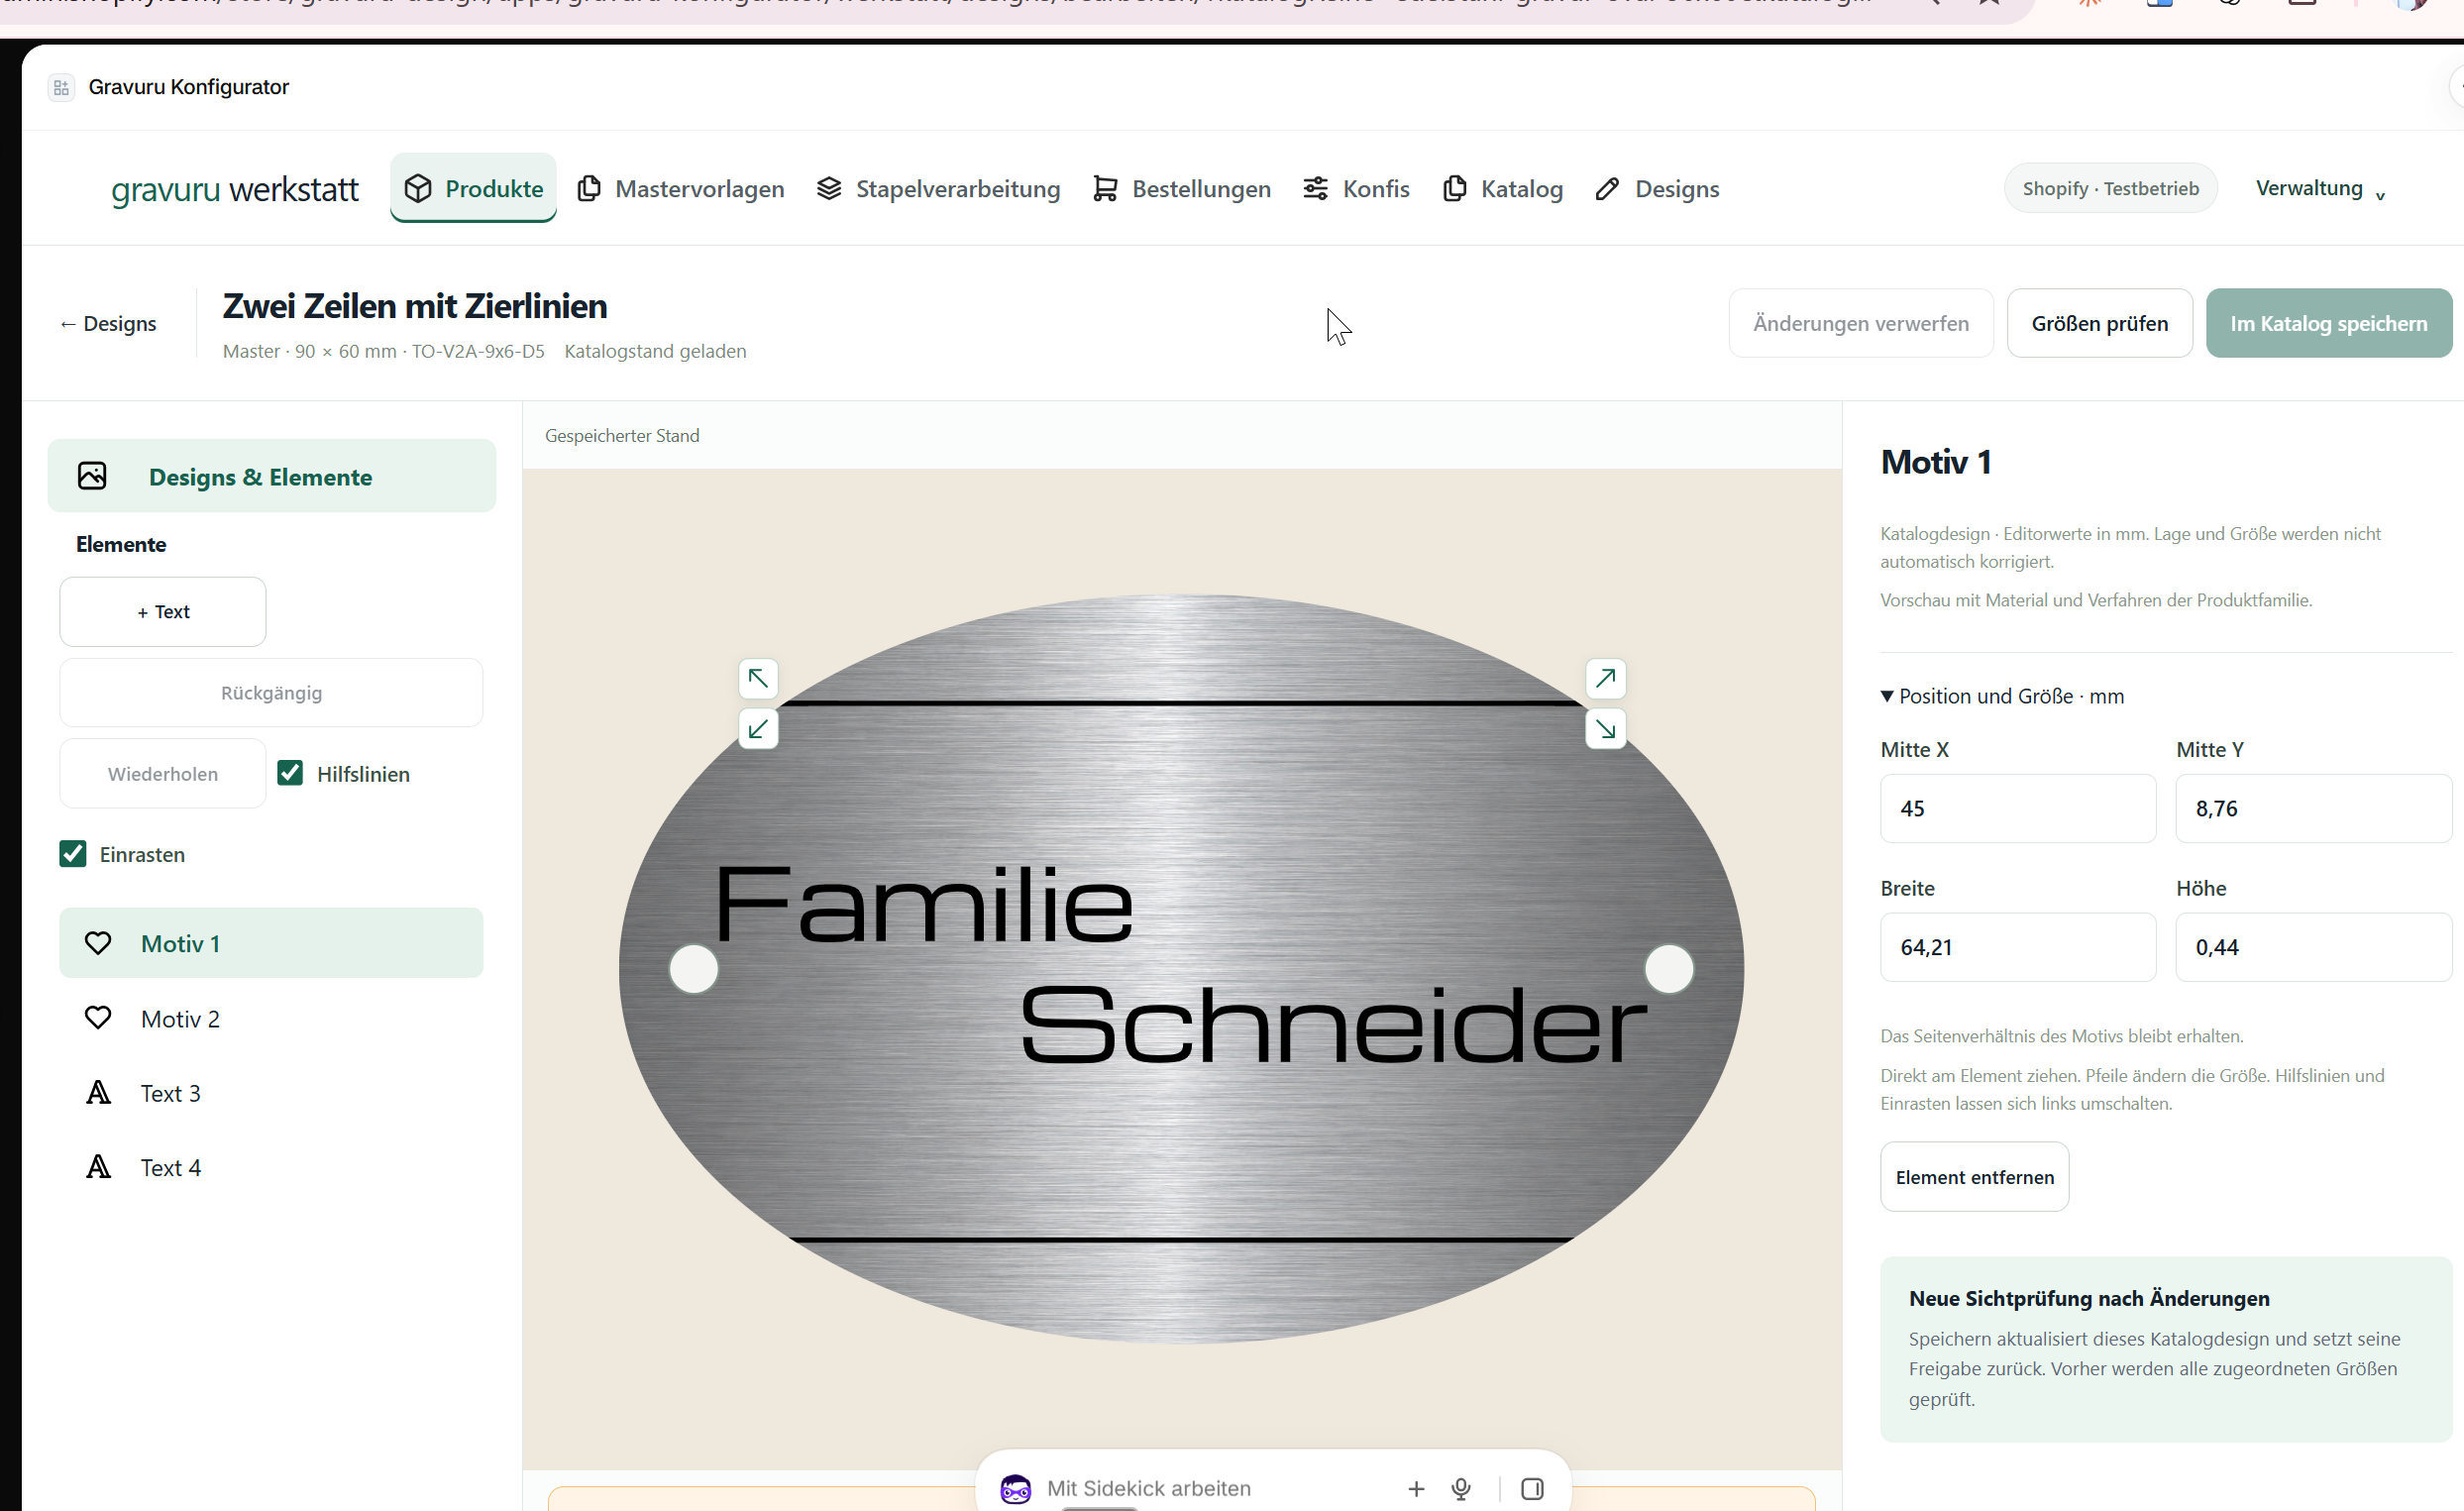 Gravuru Konfigurator
gravuru werkstatt
Produkte
Mastervorlagen
Stapelverarbeitung
Bestellungen
Konfis
Katalog
Designs
Shopify · Testbetrieb
Verwaltung
← Designs
Zwei Zeilen mit Zierlinien
Master · 90 × 60 mm · TO-V2A-9x6-D5 Katalogstand geladen
Änderungen verwerfen
Größen prüfen
Im Katalog speichern
Designs & Elemente
Elemente
+ Text
Rückgängig
Wiederholen
Hilfslinien
Einrasten
Motiv 1
Motiv 2
Text 3
Text 4
Gespeicherter Stand
Familie
Schneider
Mit Sidekick arbeiten
Motiv 1
Katalogdesign · Editorwerte in mm. Lage und Größe werden nicht
automatisch korrigiert.
Vorschau mit Material und Verfahren der Produktfamilie.
Position und Größe · mm
Mitte X
Mitte Y
45
8,76
Breite
Höhe
64,21
0,44
Das Seitenverhältnis des Motivs bleibt erhalten.
Direkt am Element ziehen. Pfeile ändern die Größe. Hilfslinien und
Einrasten lassen sich links umschalten.
Element entfernen
Neue Sichtprüfung nach Änderungen
Speichern aktualisiert dieses Katalogdesign und setzt seine
Freigabe zurück. Vorher werden alle zugeordneten Größen
geprüft.